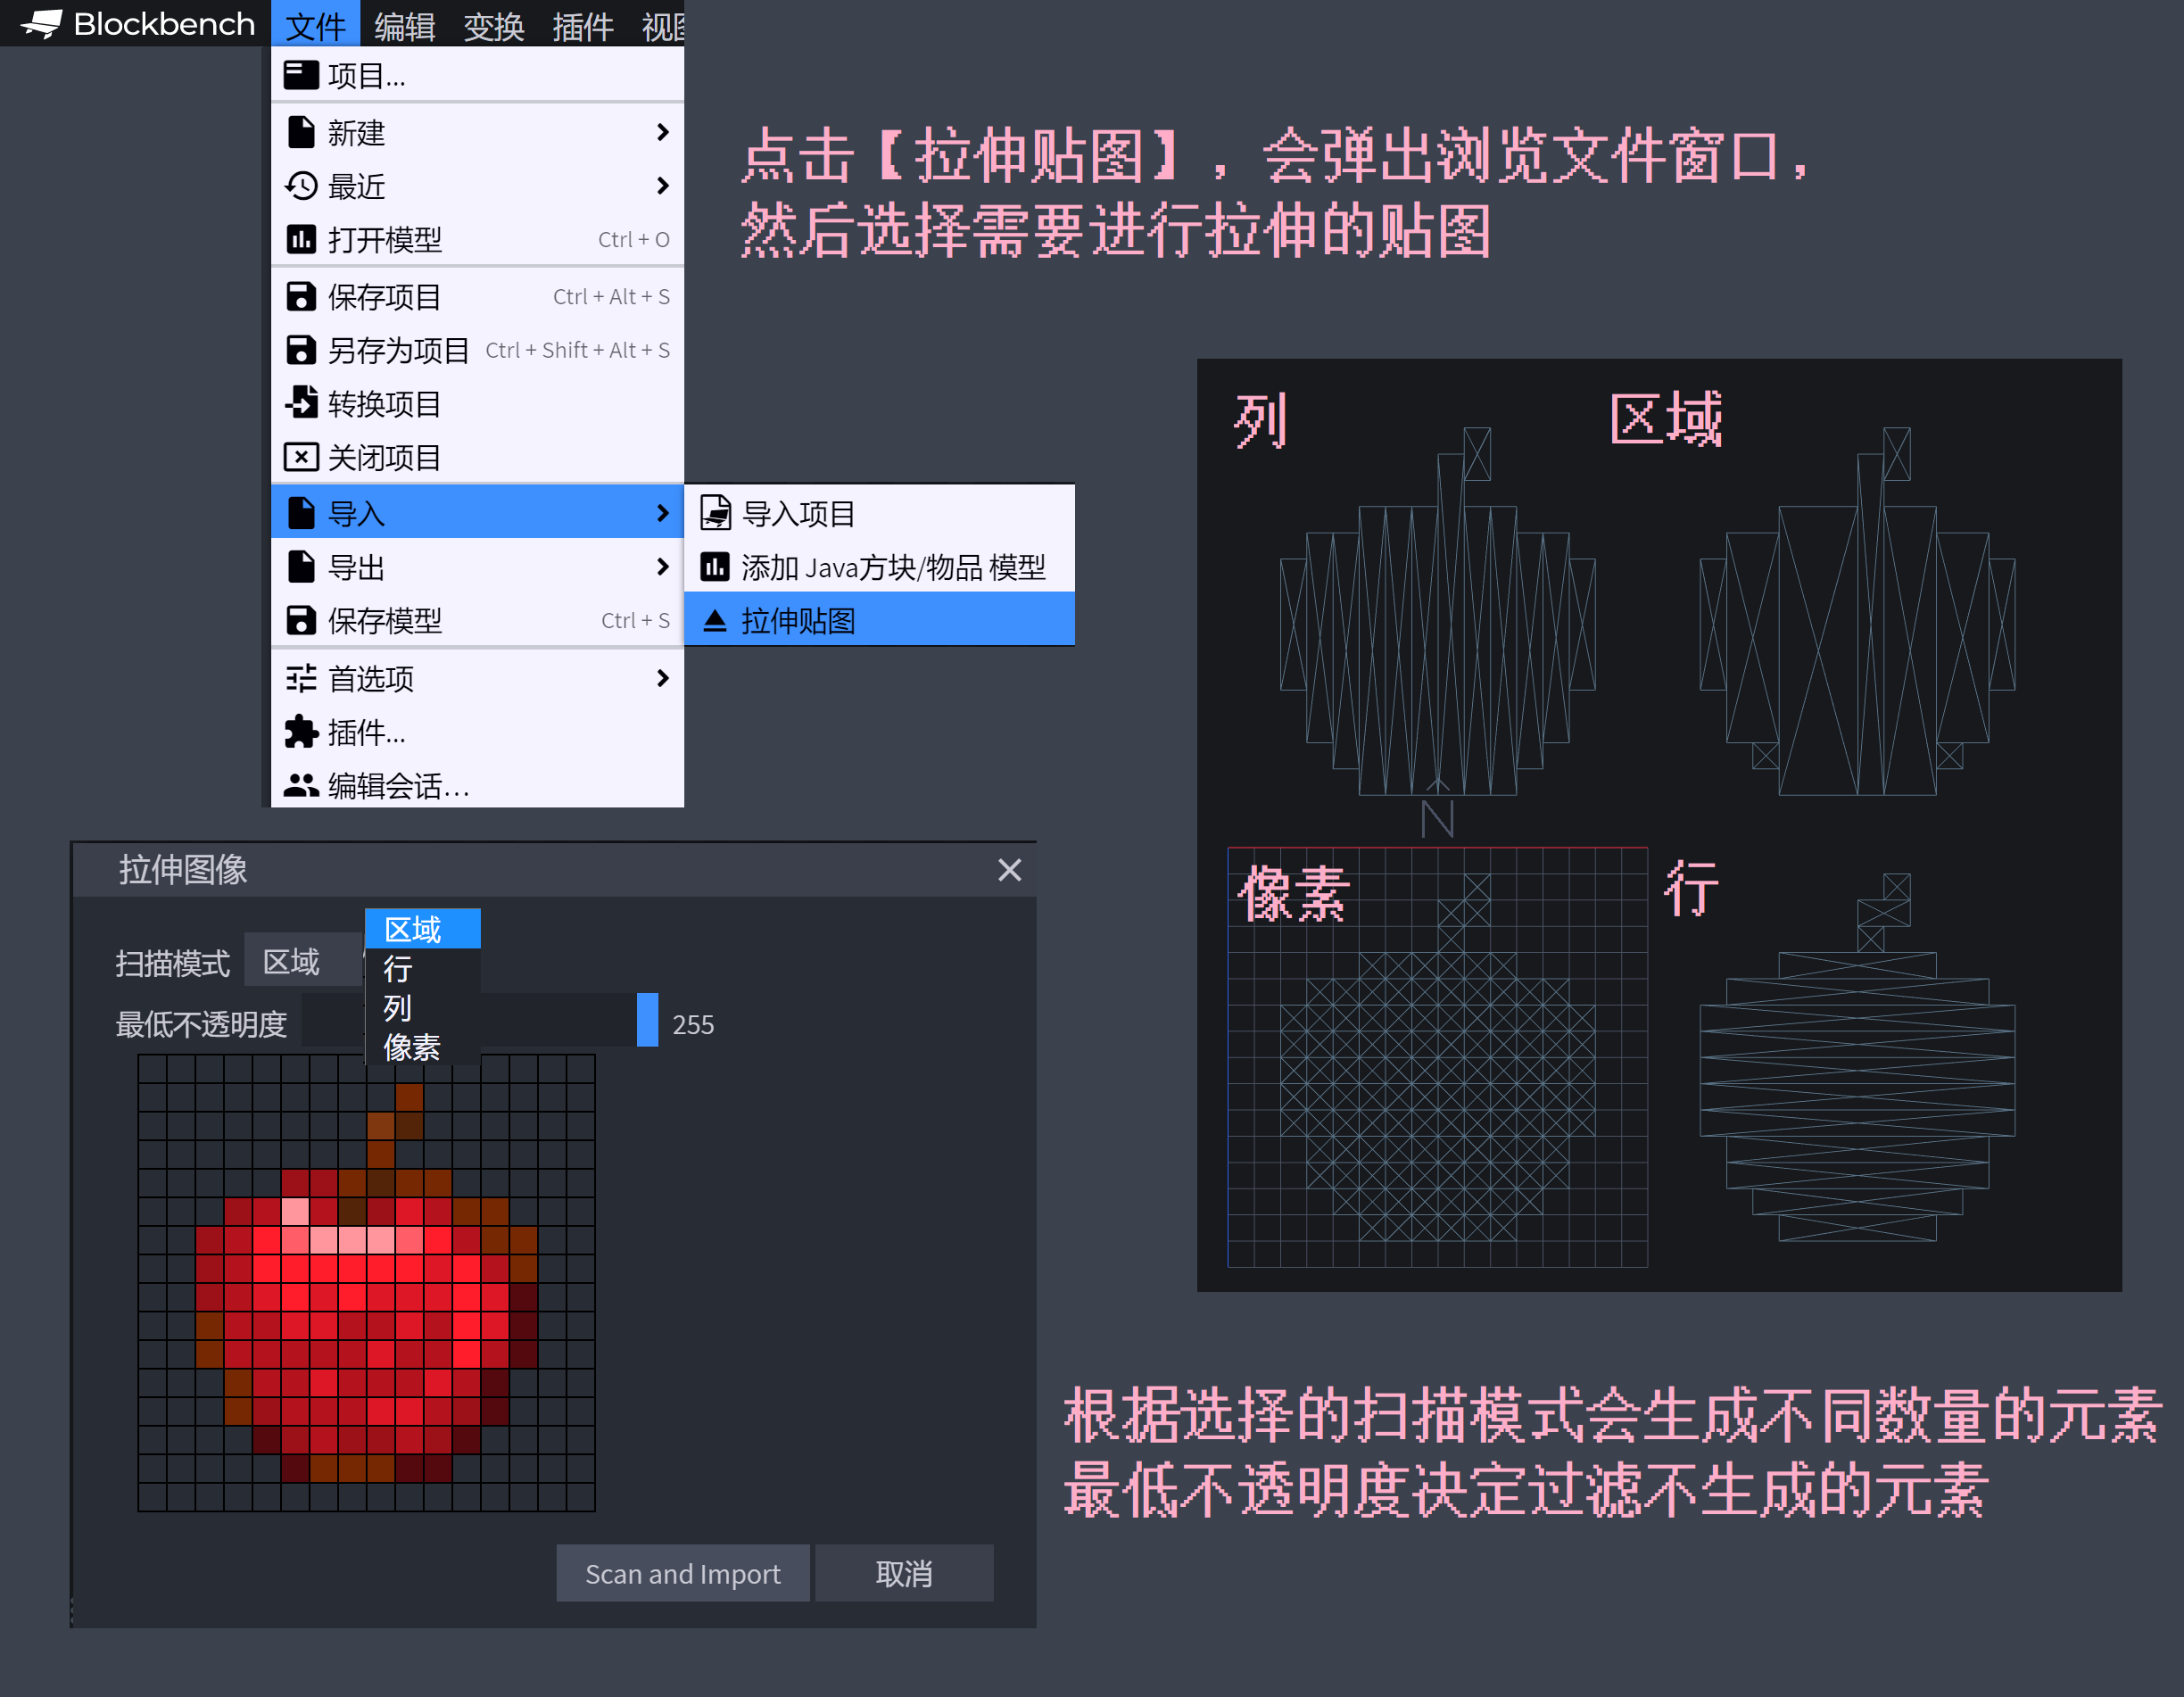 Blockbench 文件 编辑 变换 插件
项目...
新建
最近
打开模型 Ctrl + O
保存项目 Ctrl + Alt + S
另存为项目 Ctrl + Shift + Alt + S
转换项目
关闭项目
导入
导出
保存模型 Ctrl + S
首选项
插件...
编辑会话...
导入项目
添加 Java方块/物品 模型
拉伸贴图
点击【拉伸贴图】，会弹出浏览文件窗口，
然后选择需要进行拉伸的贴图
列
区域
N
像素
行
拉伸图像
扫描模式 区域
区域
行
列
像素
最低不透明度 255
Scan and Import 取消
根据选择的扫描模式会生成不同数量的元素
最低不透明度决定过滤不生成的元素